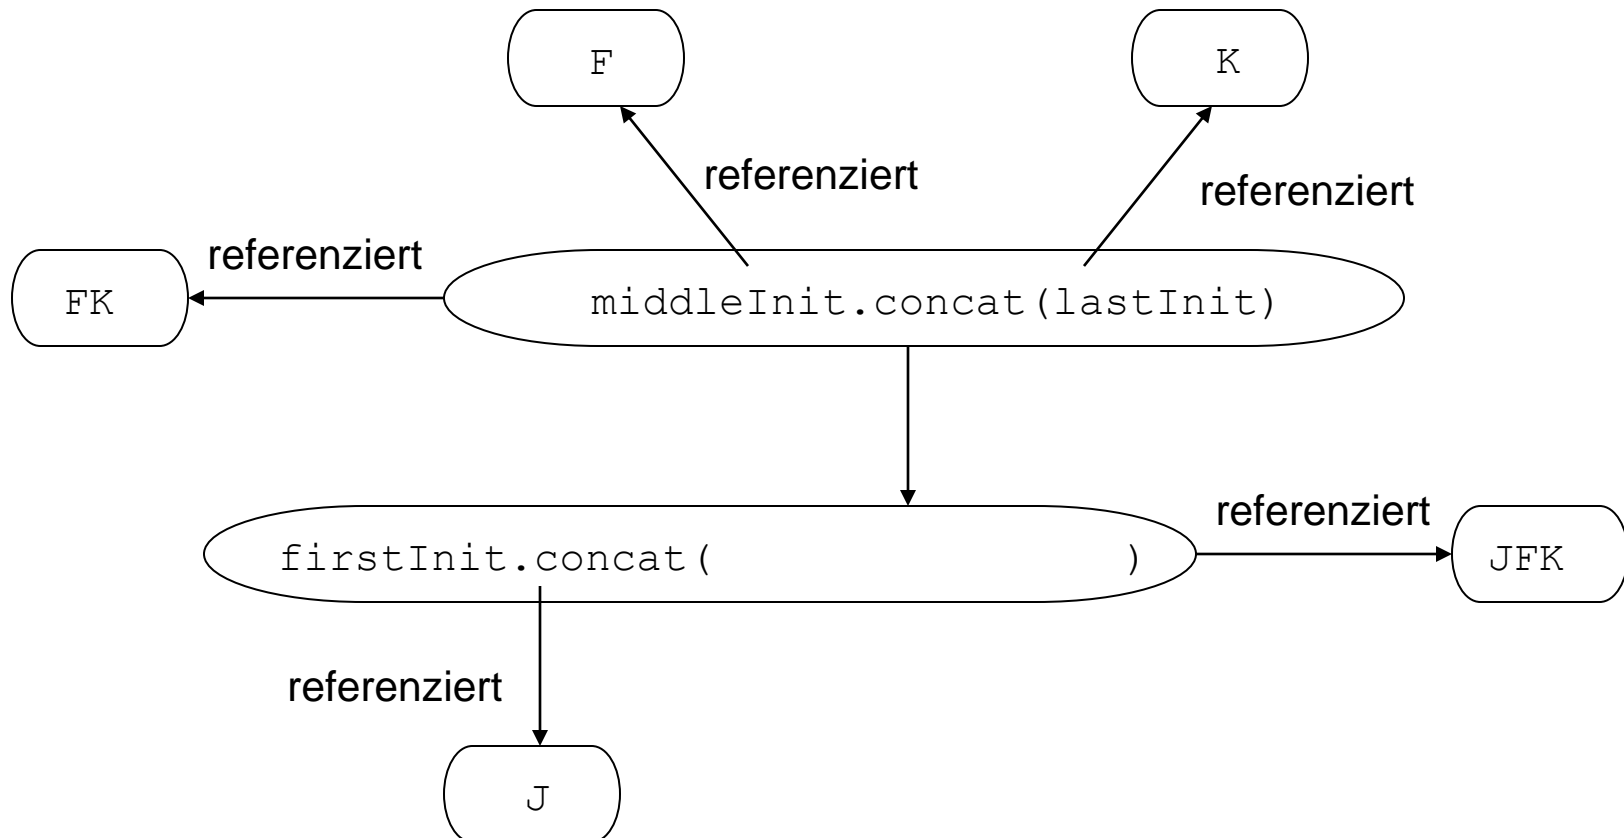 F
K
referenziert
referenziert
referenziert
FK
middleInit.concat(lastInit)
referenziert
firstInit.concat( )
JFK
referenziert
J